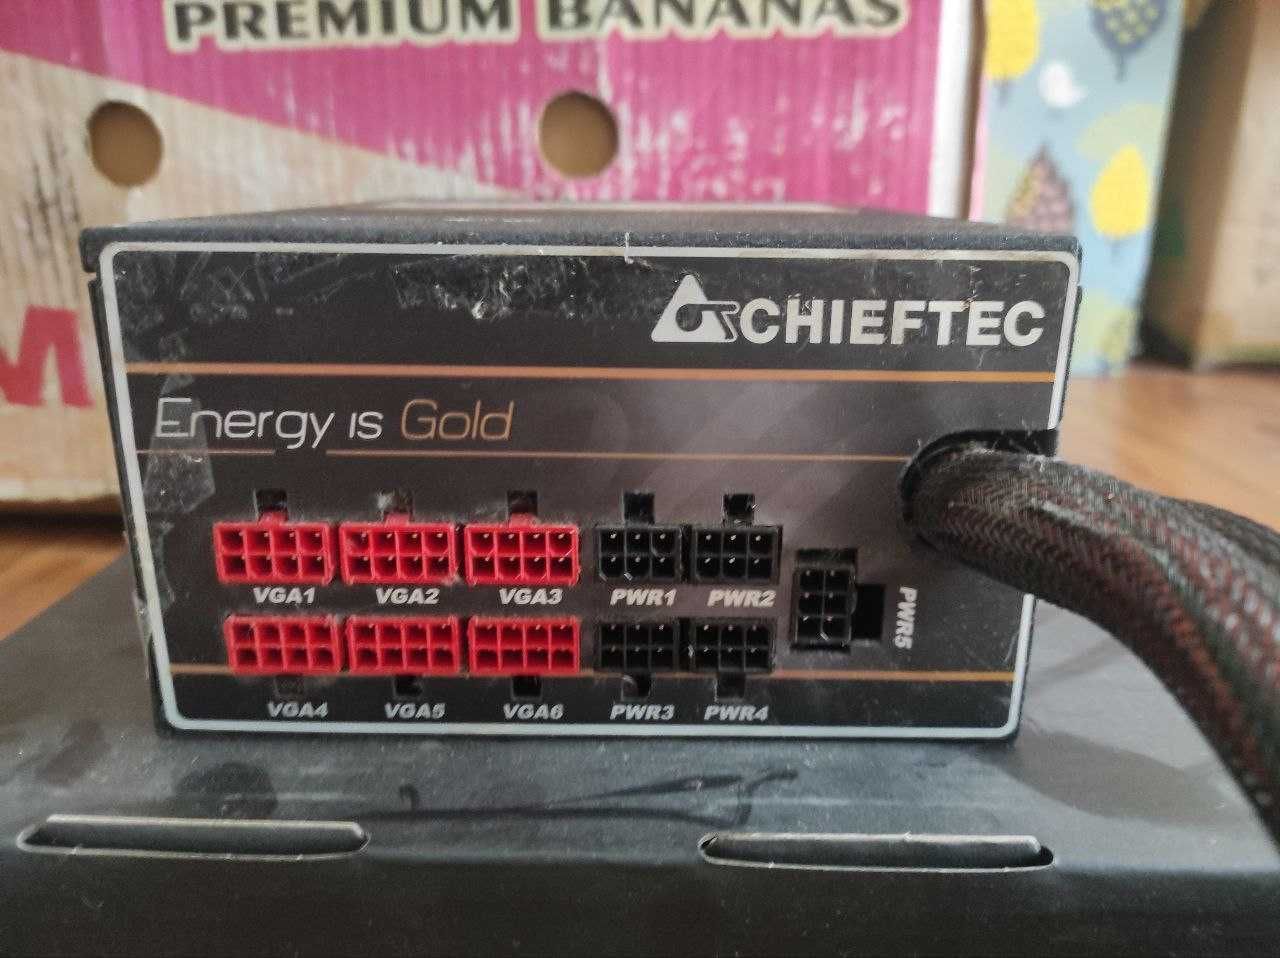 PREMIUM BANANAS
M
CHIEFTEC
Energy is Gold
VGA1 VGA2 VGA3 PWR1 PWR2
PWR5
VGA4 VGA5 VGA6 PWR3 PWR4